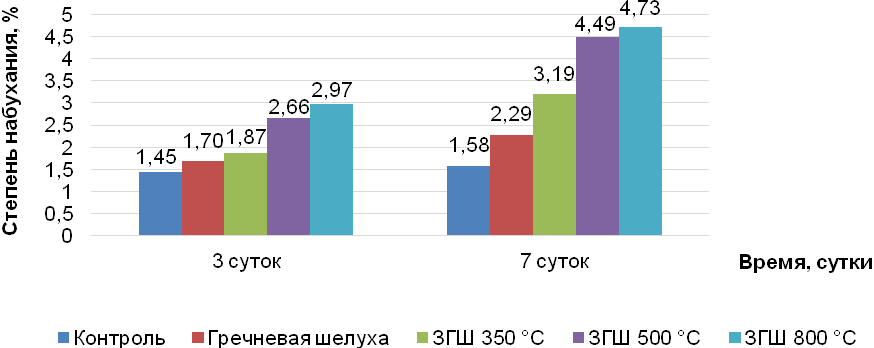 Степень набухания, %
5
4,5
4
3,5
3
2,5
2
1,5
1
0,5
0
1,45
1,70
1,87
2,66
2,97
1,58
2,29
3,19
4,49
4,73
3 суток
7 суток
Время, сутки
Контроль
Гречневая шелуха
ЗГШ 350 °C
ЗГШ 500 °C
ЗГШ 800 °C